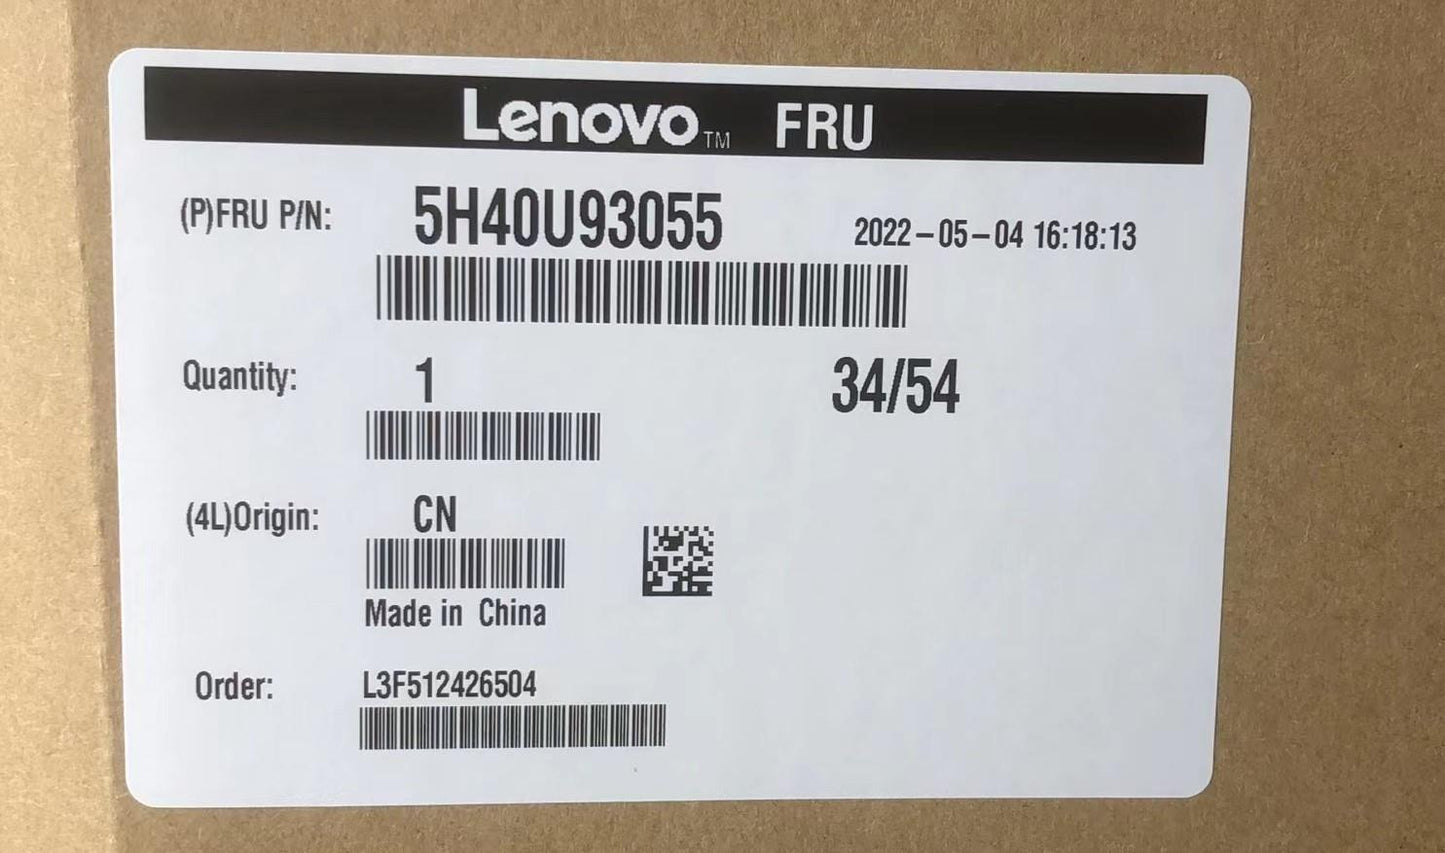 Lenovo™ FRU
(P)FRU P/N: 5H40U93055 2022-05-04 16:18:13
Quantity: 1 34/54
(4L)Origin: CN
Made in China
Order: L3F512426504